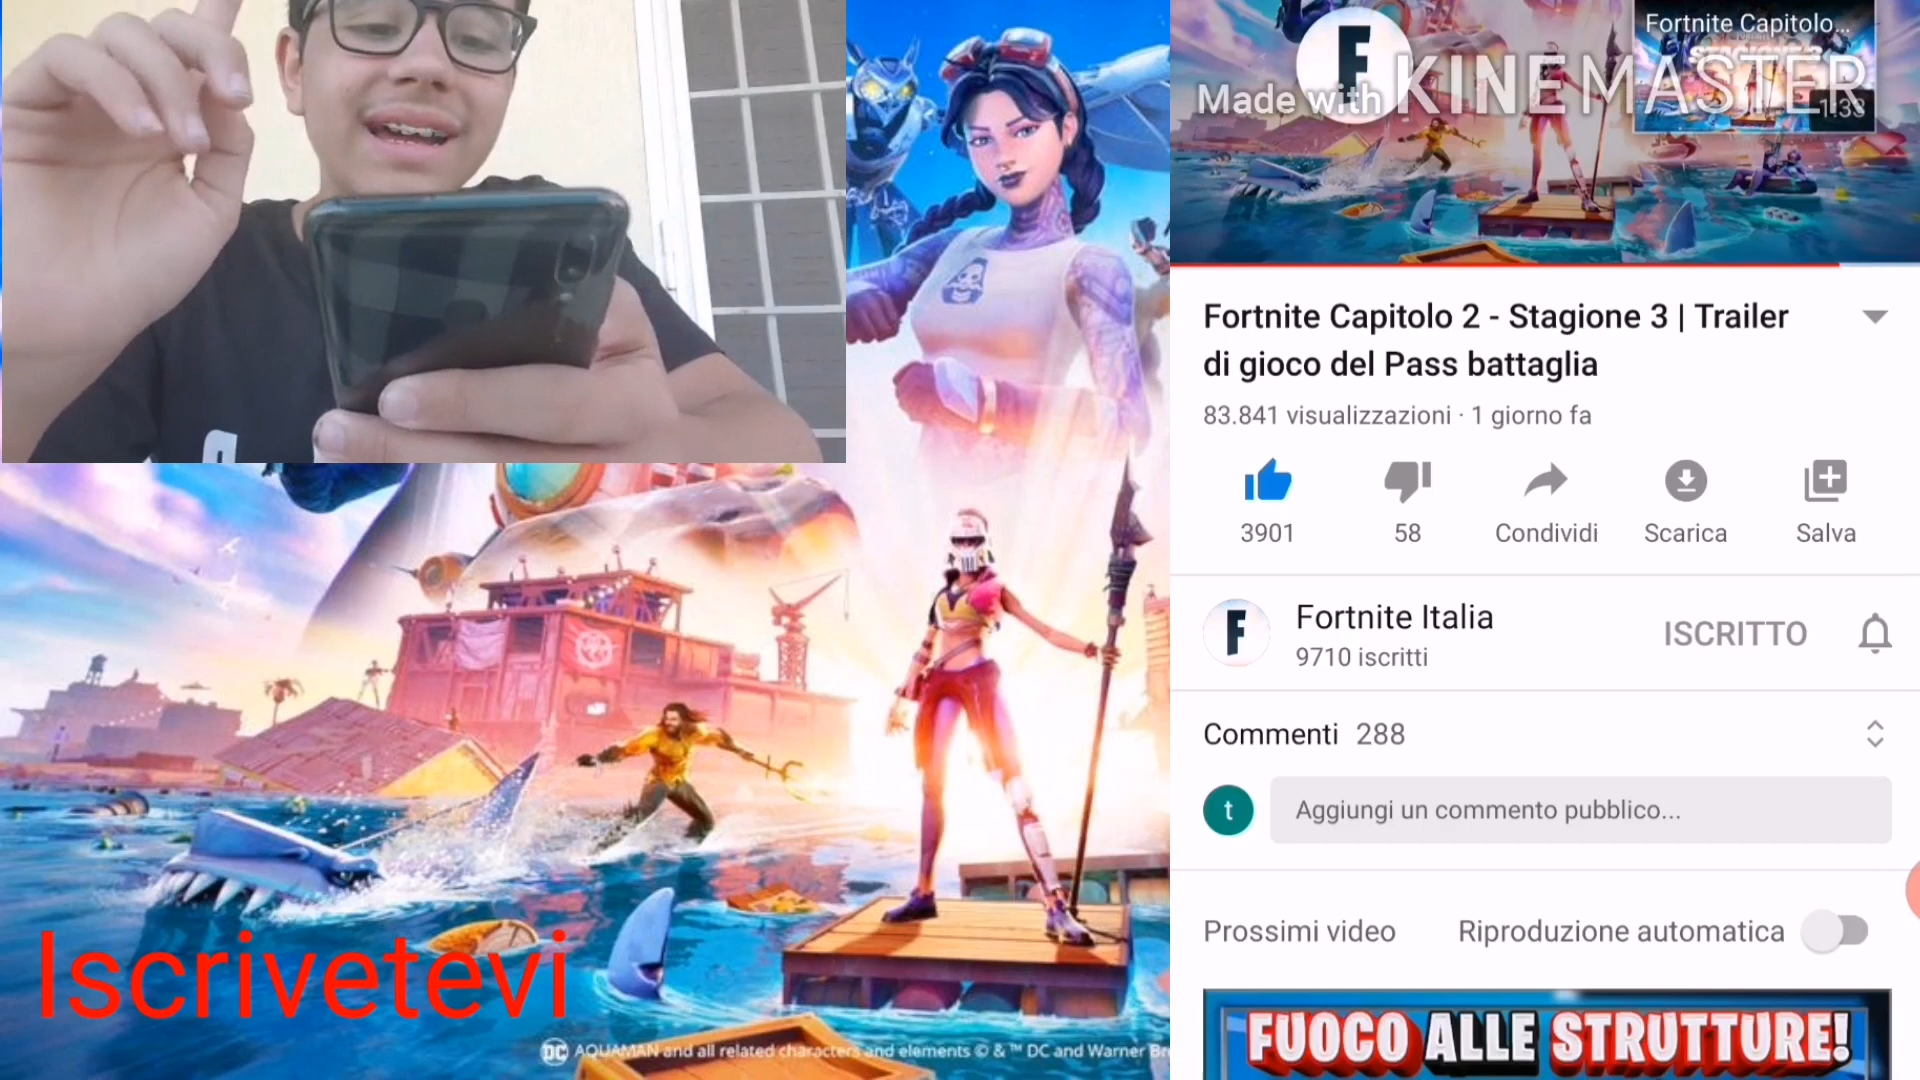 Iscrivetevi
DC AQUAMAN and all related characters and elements © & ™ DC and Warner
Fortnite Capitolo...
STAGIONE 3
1:33
Made with KINEMASTER
Fortnite Capitolo 2 - Stagione 3 | Trailer
di gioco del Pass battaglia
83.841 visualizzazioni · 1 giorno fa
3901
58
Condividi
Scarica
Salva
F
Fortnite Italia
9710 iscritti
ISCRITTO
Commenti 288
t
Aggiungi un commento pubblico...
Prossimi video
Riproduzione automatica
FUOCO ALLE STRUTTURE!